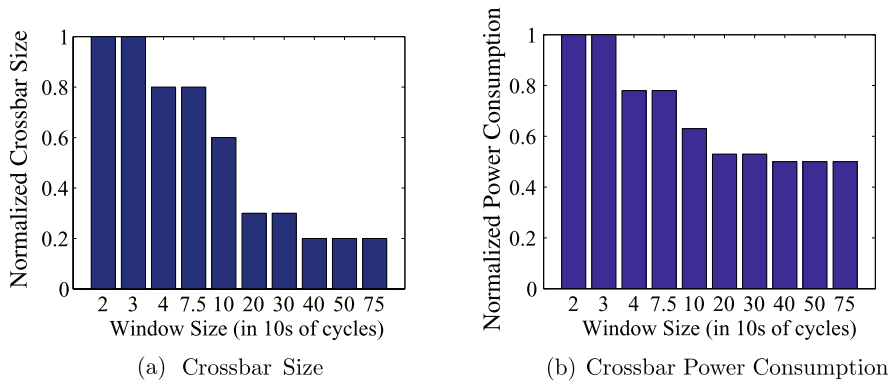 Normalized Crossbar Size
1
0.8
0.6
0.4
0.2
0
2 3 4 7.5 10 20 30 40 50 75
Window Size (in 10s of cycles)
(a) Crossbar Size
Normalized Power Consumption
1
0.8
0.6
0.4
0.2
0
2 3 4 7.5 10 20 30 40 50 75
Window Size (in 10s of cycles)
(b) Crossbar Power Consumption